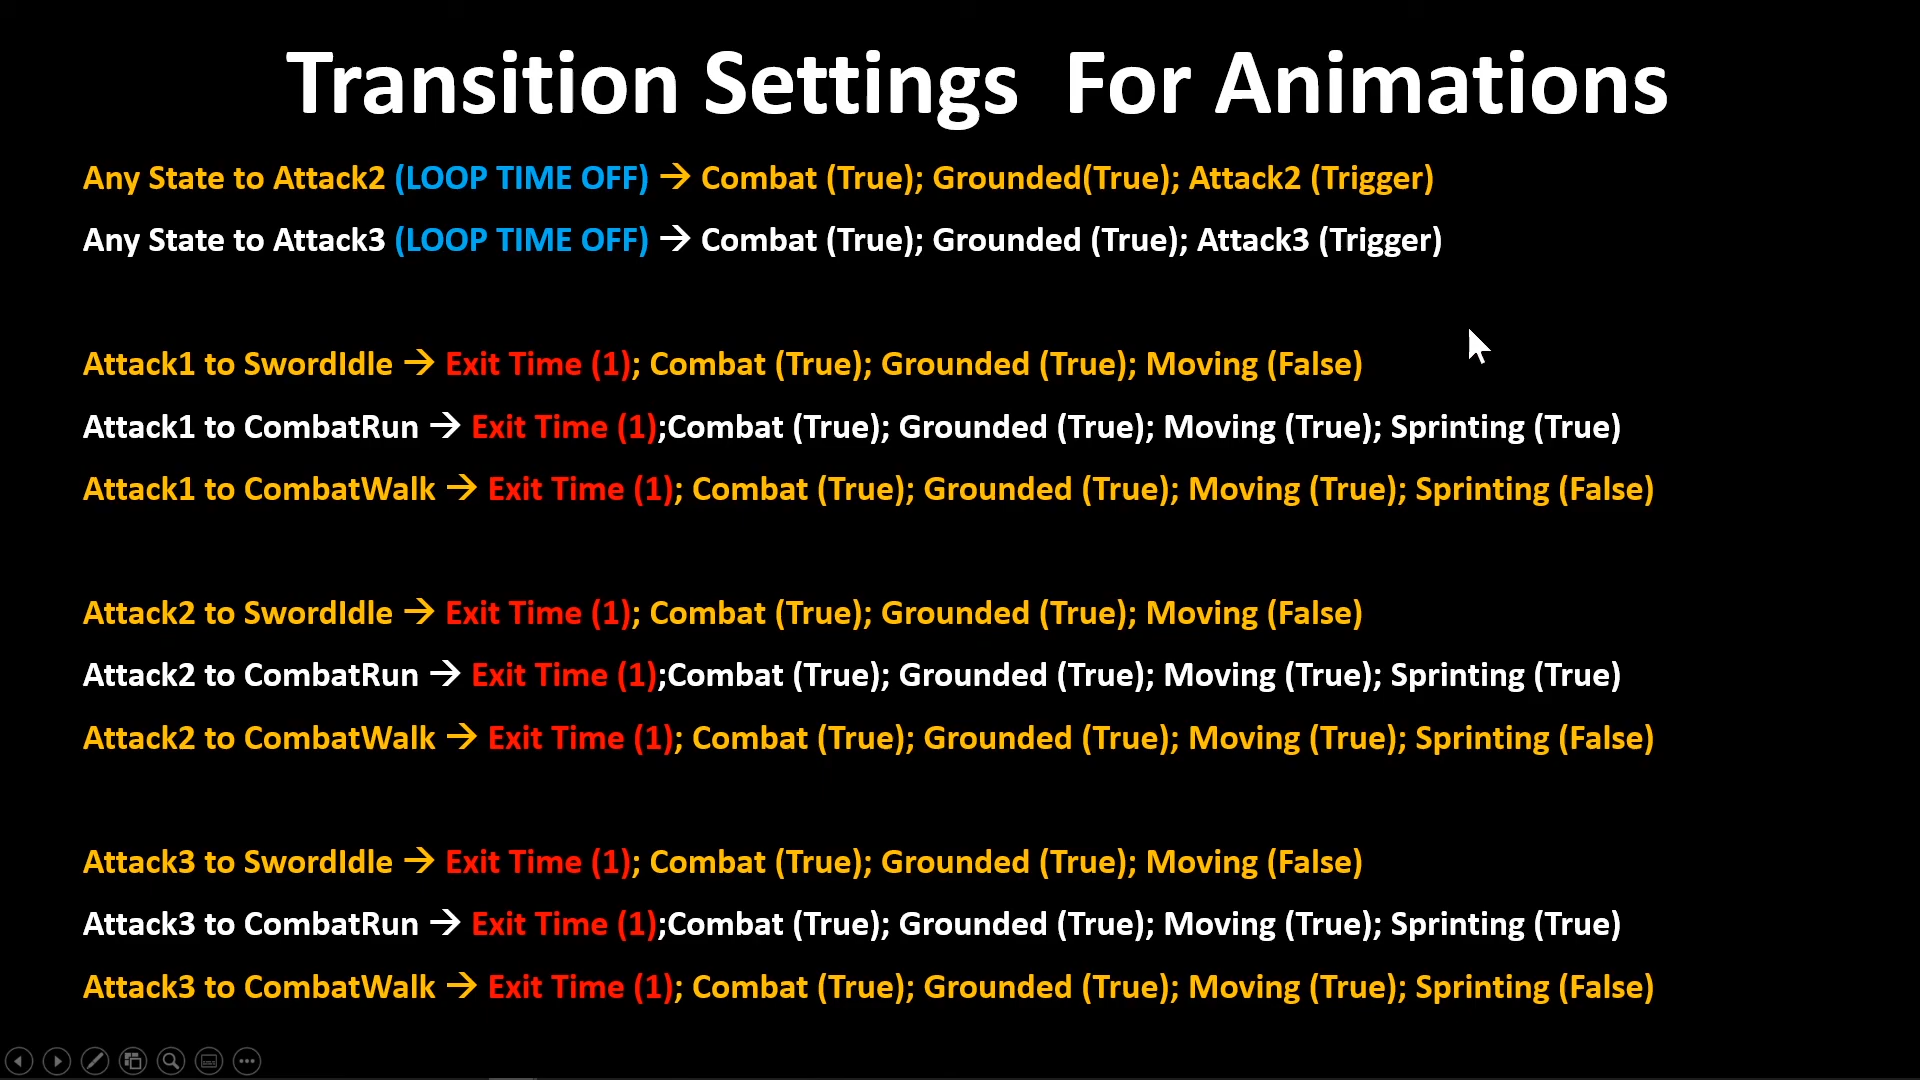 Transition Settings  For Animations
Any State to Attack2 (LOOP TIME OFF) → Combat (True); Grounded(True); Attack2 (Trigger)
Any State to Attack3 (LOOP TIME OFF) → Combat (True); Grounded (True); Attack3 (Trigger)
Attack1 to SwordIdle → Exit Time (1); Combat (True); Grounded (True); Moving (False)
Attack1 to CombatRun → Exit Time (1);Combat (True); Grounded (True); Moving (True); Sprinting (True)
Attack1 to CombatWalk → Exit Time (1); Combat (True); Grounded (True); Moving (True); Sprinting (False)
Attack2 to SwordIdle → Exit Time (1); Combat (True); Grounded (True); Moving (False)
Attack2 to CombatRun → Exit Time (1);Combat (True); Grounded (True); Moving (True); Sprinting (True)
Attack2 to CombatWalk → Exit Time (1); Combat (True); Grounded (True); Moving (True); Sprinting (False)
Attack3 to SwordIdle → Exit Time (1); Combat (True); Grounded (True); Moving (False)
Attack3 to CombatRun → Exit Time (1);Combat (True); Grounded (True); Moving (True); Sprinting (True)
Attack3 to CombatWalk → Exit Time (1); Combat (True); Grounded (True); Moving (True); Sprinting (False)